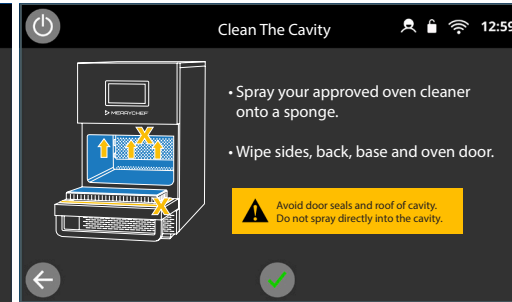 Clean The Cavity
12:59
MERRYCHEF
• Spray your approved oven cleaner
onto a sponge.
• Wipe sides, back, base and oven door.
Avoid door seals and roof of cavity.
Do not spray directly into the cavity.